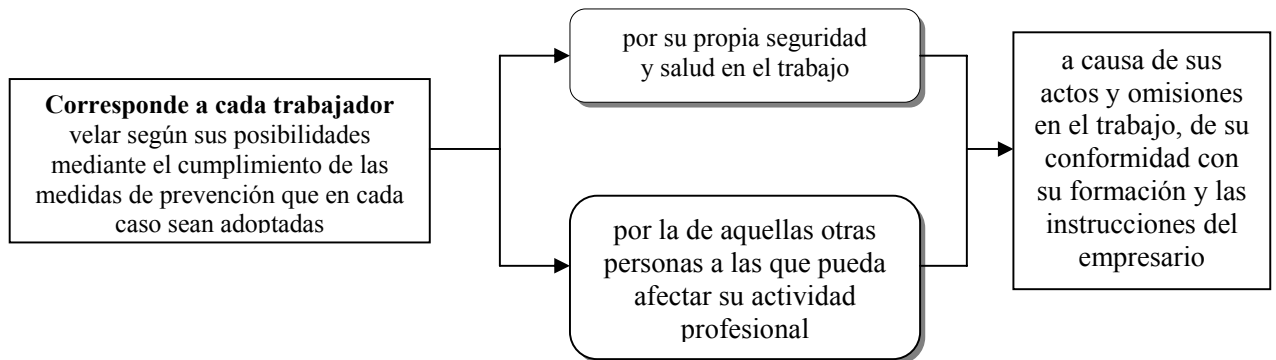 Corresponde a cada trabajador
velar según sus posibilidades
mediante el cumplimiento de las
medidas de prevención que en cada
caso sean adoptadas
por su propia seguridad
y salud en el trabajo
por la de aquellas otras
personas a las que pueda
afectar su actividad
profesional
a causa de sus
actos y omisiones
en el trabajo, de su
conformidad con
su formación y las
instrucciones del
empresario